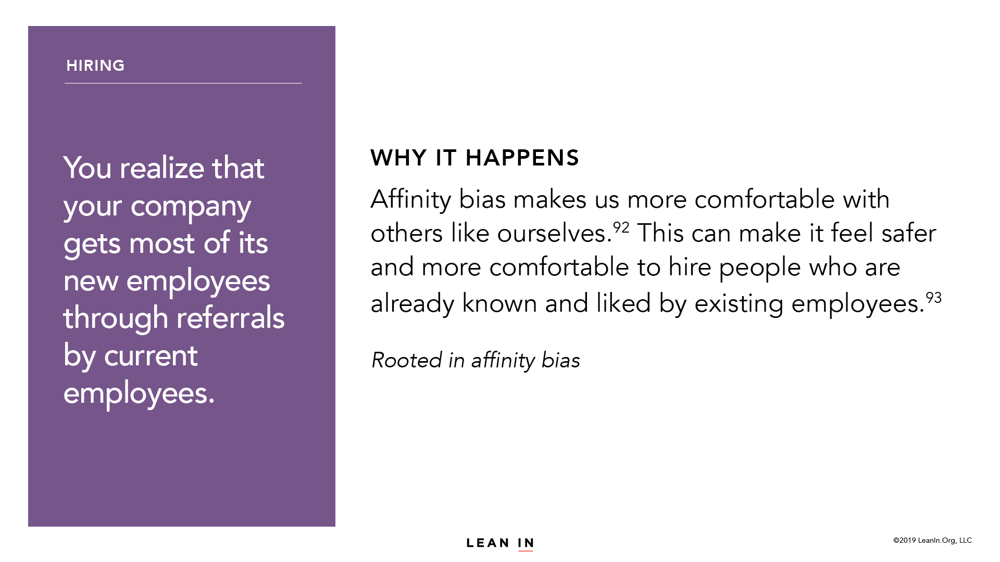 HIRING
You realize that
your company
gets most of its
new employees
through referrals
by current
employees.
WHY IT HAPPENS
Affinity bias makes us more comfortable with
others like ourselves.92 This can make it feel safer
and more comfortable to hire people who are
already known and liked by existing employees.93
Rooted in affinity bias
LEAN IN
©2019 LeanIn.Org, LLC